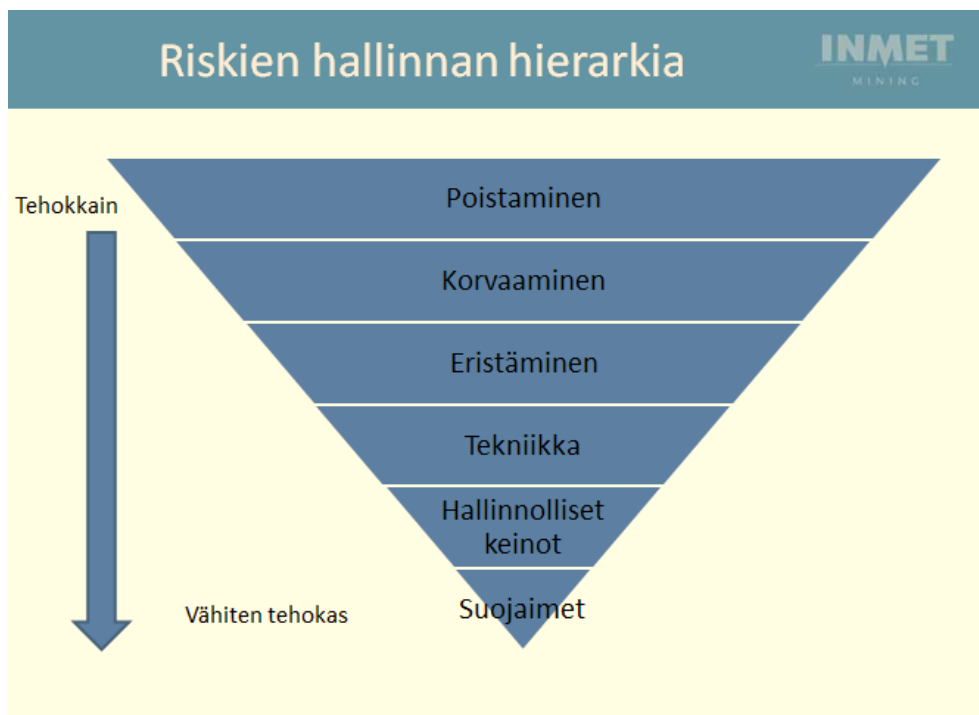 Riskien hallinnan hierarkia
INMET
MINING
Tehokkain
Poistaminen
Korvaaminen
Eristäminen
Tekniikka
Hallinnolliset
keinot
Vähiten tehokas
Suojaimet